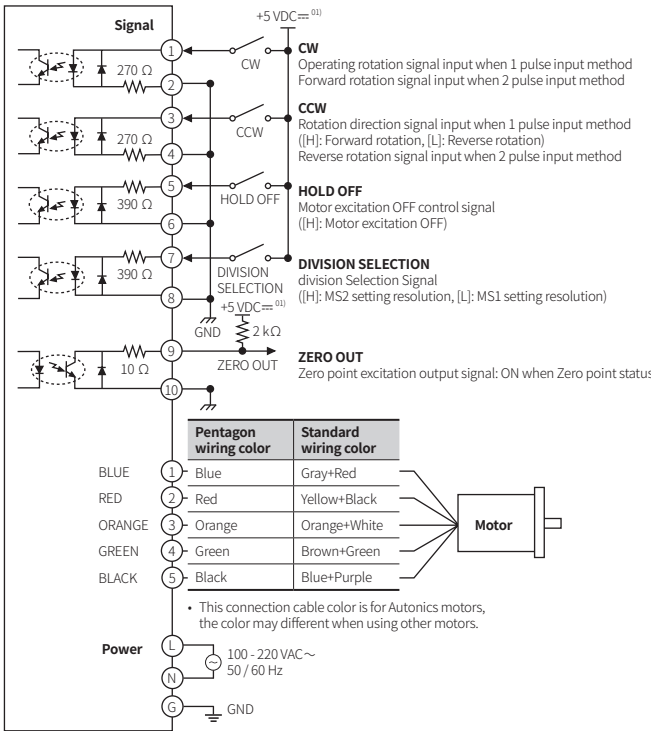 Signal
+5 VDC⎓ 01)
1
CW
270 Ω
2
CW
Operating rotation signal input when 1 pulse input method
Forward rotation signal input when 2 pulse input method
3
CCW
270 Ω
4
CCW
Rotation direction signal input when 1 pulse input method
([H]: Forward rotation, [L]: Reverse rotation)
Reverse rotation signal input when 2 pulse input method
5
HOLD OFF
390 Ω
6
HOLD OFF
Motor excitation OFF control signal
([H]: Motor excitation OFF)
7
DIVISION
SELECTION
390 Ω
8
DIVISION SELECTION
division Selection Signal
([H]: MS2 setting resolution, [L]: MS1 setting resolution)
+5 VDC⎓ 01)
GND
2 kΩ
9
ZERO OUT
10 Ω
10
ZERO OUT
Zero point excitation output signal: ON when Zero point status
Pentagon wiring color
Standard wiring color
BLUE 1 Blue Gray+Red
RED 2 Red Yellow+Black
ORANGE 3 Orange Orange+White
GREEN 4 Green Brown+Green
BLACK 5 Black Blue+Purple
Motor
• This connection cable color is for Autonics motors,
the color may different when using other motors.
Power
L
100 - 220 VAC～
50 / 60 Hz
N
G
GND